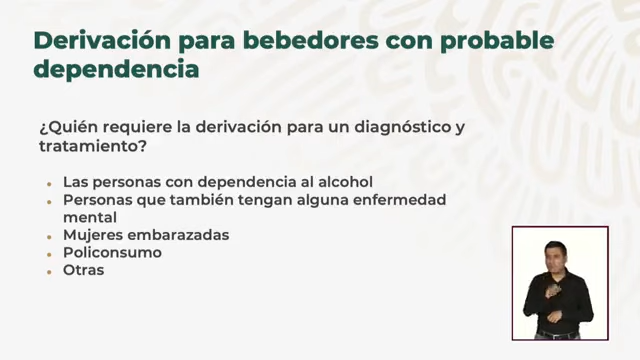 Derivación para bebedores con probable
dependencia
¿Quién requiere la derivación para un diagnóstico y
tratamiento?
• Las personas con dependencia al alcohol
• Personas que también tengan alguna enfermedad
mental
• Mujeres embarazadas
• Policonsumo
• Otras